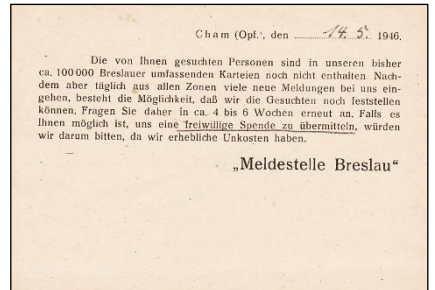 Cham (Opf.), den 14. 5. 1946.
Die von Ihnen gesuchten Personen sind in unseren bisher
ca. 100 000 Breslauer umfassenden Karteien noch nicht enthalten. Nach-
dem aber täglich aus allen Zonen viele neue Meldungen bei uns ein-
gehen, besteht die Möglichkeit, daß wir die Gesuchten noch feststellen
können. Fragen Sie daher in ca. 4 bis 6 Wochen erneut an. Falls es
Ihnen möglich ist, uns eine freiwillige Spende zu übermitteln, würden
wir darum bitten, da wir erhebliche Unkosten haben.
„Meldestelle Breslau“